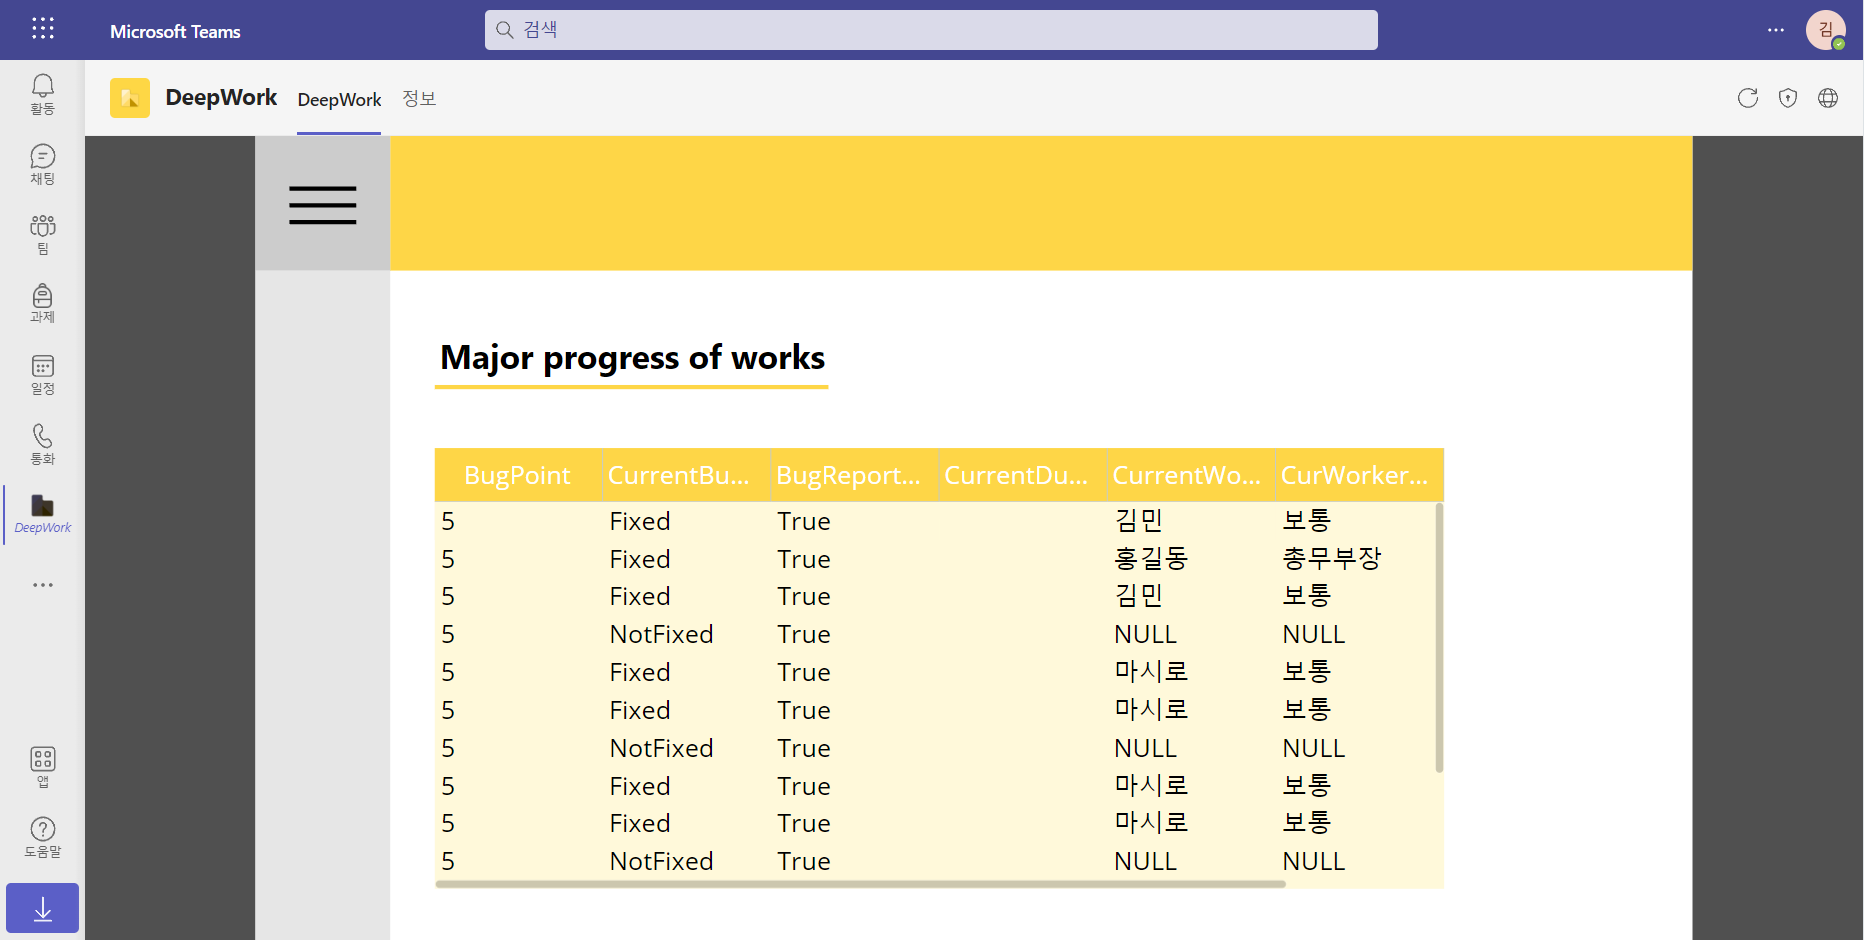 Microsoft Teams
검색
김
활동
채팅
팀
과제
일정
통화
DeepWork
앱
도움말
DeepWork DeepWork 정보
Major progress of works
BugPoint CurrentBu... BugReport... CurrentDu... CurrentWo... CurWorker...
5 Fixed True 김민 보통
5 Fixed True 홍길동 총무부장
5 Fixed True 김민 보통
5 NotFixed True NULL NULL
5 Fixed True 마시로 보통
5 Fixed True 마시로 보통
5 NotFixed True NULL NULL
5 Fixed True 마시로 보통
5 Fixed True 마시로 보통
5 NotFixed True NULL NULL